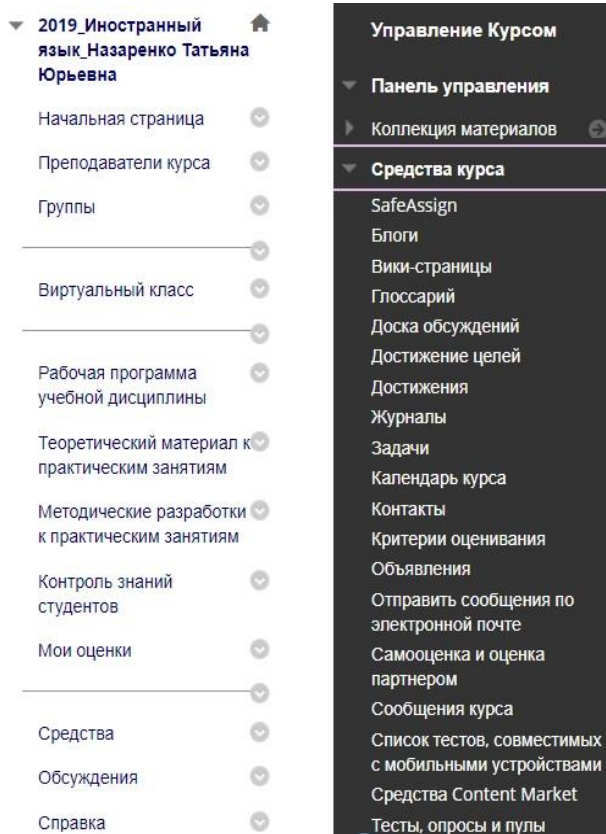 2019_Иностранный
язык_Назаренко Татьяна
Юрьевна
Начальная страница
Преподаватели курса
Группы
Виртуальный класс
Рабочая программа
учебной дисциплины
Теоретический материал к
практическим занятиям
Методические разработки
к практическим занятиям
Контроль знаний
студентов
Мои оценки
Средства
Обсуждения
Справка
Управление Курсом
Панель управления
Коллекция материалов
Средства курса
SafeAssign
Блоги
Вики-страницы
Глоссарий
Доска обсуждений
Достижение целей
Достижения
Журналы
Задачи
Календарь курса
Контакты
Критерии оценивания
Объявления
Отправить сообщения по
электронной почте
Самооценка и оценка
партнером
Сообщения курса
Список тестов, совместимых
с мобильными устройствами
Средства Content Market
Тесты, опросы и пулы